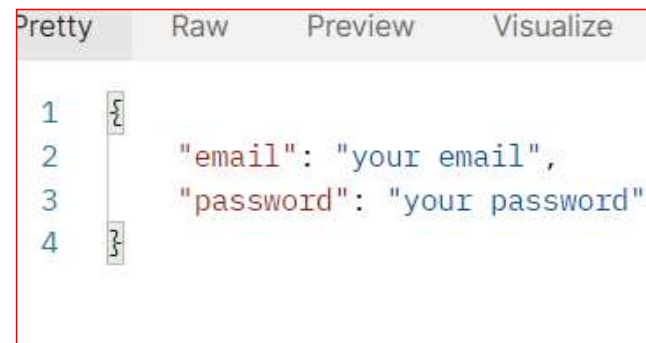 Pretty Raw Preview Visualize
1 {
2 "email": "your email",
3 "password": "your password"
4 }